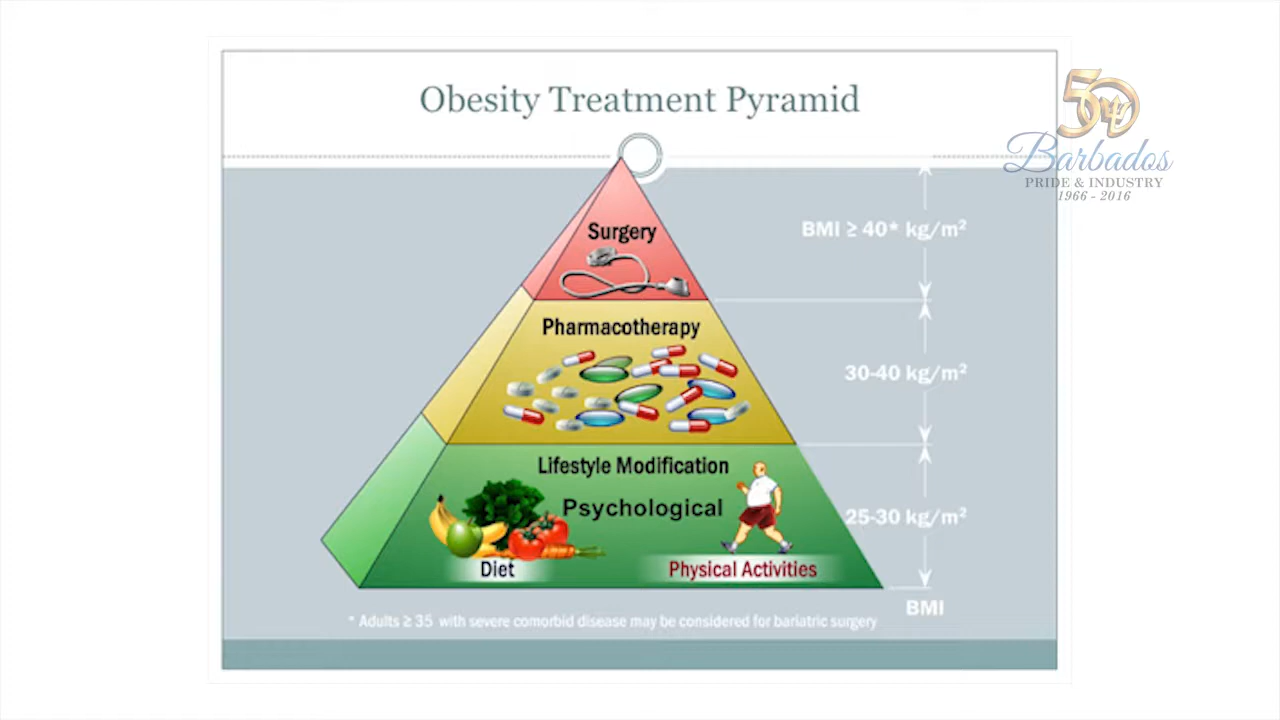 Obesity Treatment Pyramid
50
Barbados
PRIDE & INDUSTRY
1966 - 2016
Surgery
BMI ≥ 40* kg/m²
Pharmacotherapy
30-40 kg/m²
Lifestyle Modification
Psychological
25-30 kg/m²
Diet
Physical Activities
BMI
* Adults ≥ 35 with severe comorbid disease may be considered for bariatric surgery